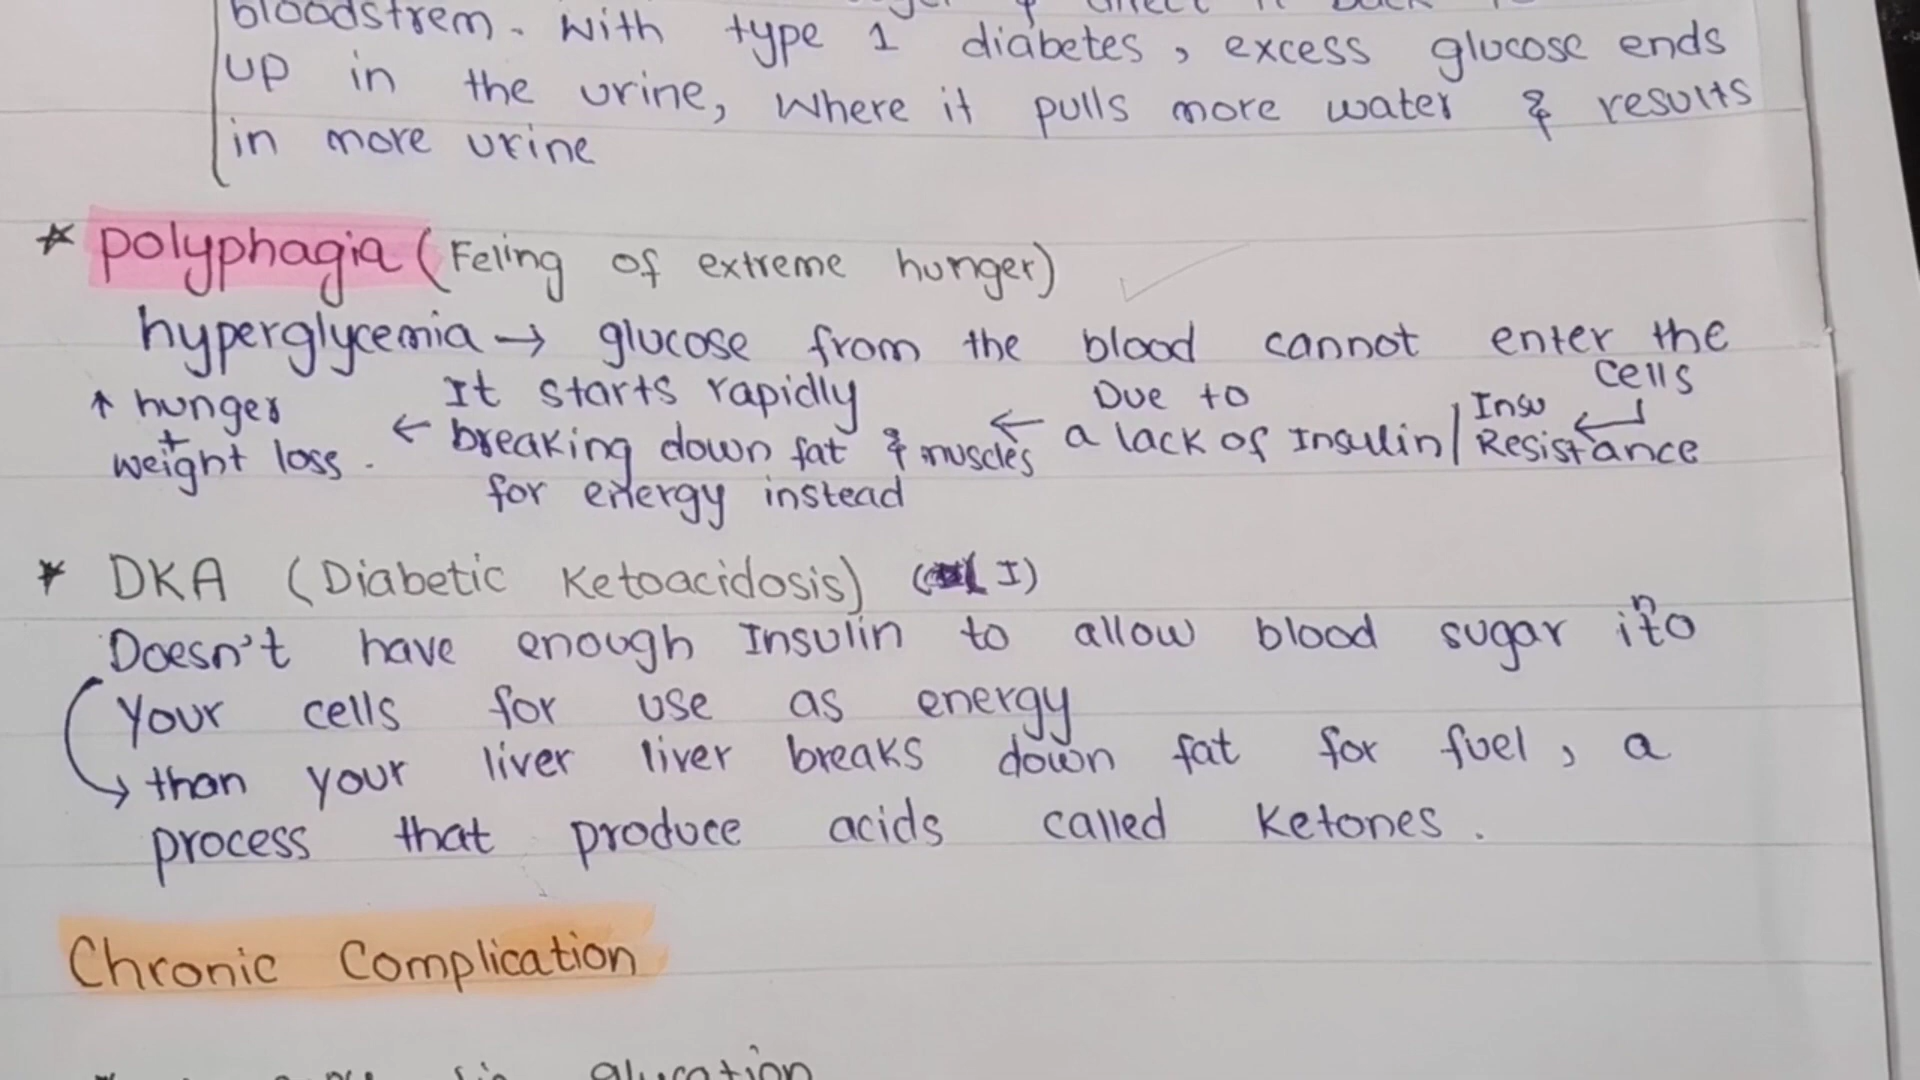 bloodstrem. With type 1 diabetes, excess glucose ends
up in the urine, Where it pulls more water & results
in more urine
* polyphagia (Feling of extreme hunger)
hyperglycemia → glucose from the blood cannot enter the
cells
Insu Resistance
← Due to a lack of Insulin /
← It starts rapidly
breaking down fat & muscles
for energy instead
↑ hunger
+
weight loss.
* DKA (Diabetic Ketoacidosis) (I)
Doesn't have enough Insulin to allow blood sugar into
your cells for use as energy
→ than your liver liver breaks down fat for fuel, a
process that produce acids called Ketones.
Chronic Complication
glycation